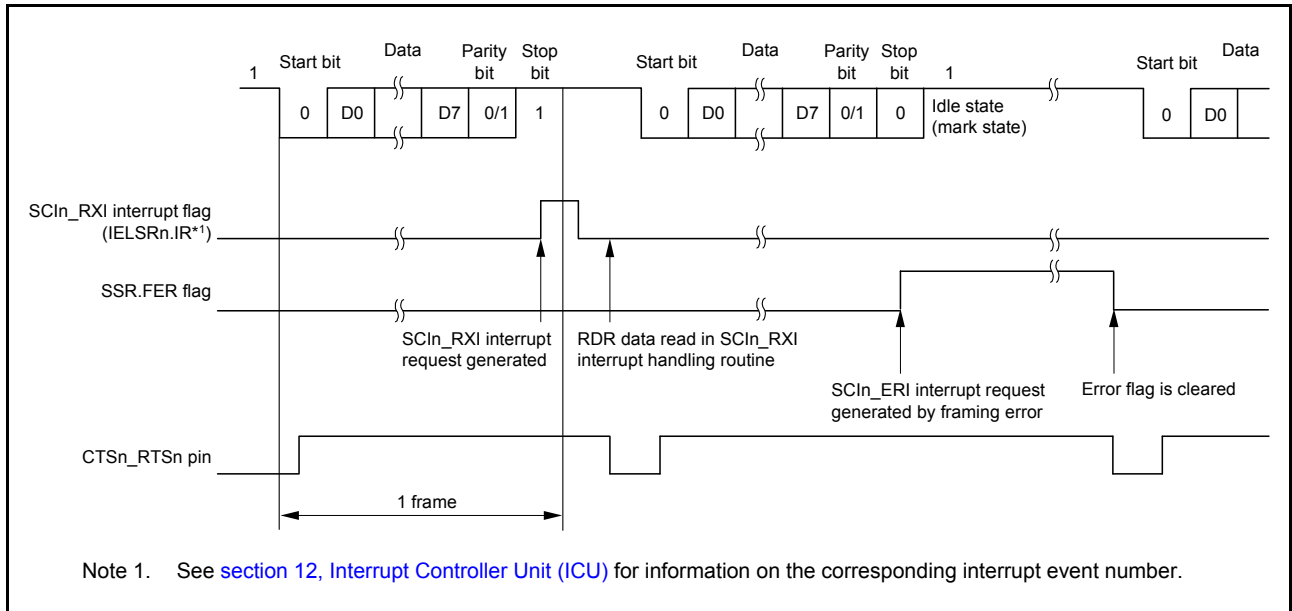 Start bit Data Parity bit Stop bit Start bit Data Parity bit Stop bit 1 Start bit Data
1
0 D0 D7 0/1 1 0 D0 D7 0/1 0 Idle state (mark state) 0 D0
SCIn_RXI interrupt flag
(IELSRn.IR*1)
SSR.FER flag
SCIn_RXI interrupt
request generated
RDR data read in SCIn_RXI
interrupt handling routine
SCIn_ERI interrupt request
generated by framing error
Error flag is cleared
CTSn_RTSn pin
1 frame
Note 1. See section 12, Interrupt Controller Unit (ICU) for information on the corresponding interrupt event number.